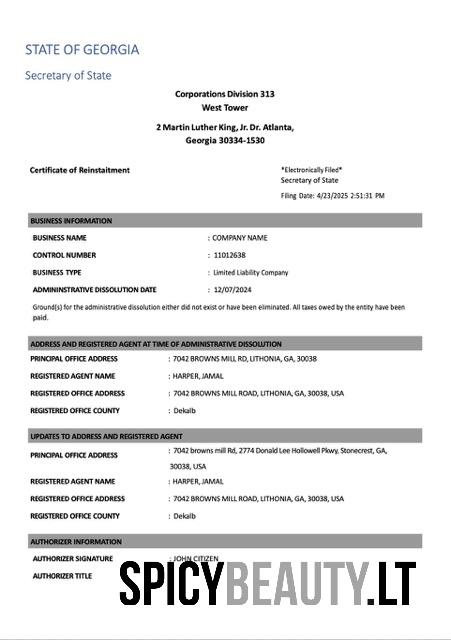 STATE OF GEORGIA
Secretary of State
Corporations Division 313
West Tower
2 Martin Luther King, Jr. Dr. Atlanta,
Georgia 30334-1530
Certificate of Reinstaitment
*Electronically Filed*
Secretary of State
Filing Date: 4/23/2025 2:51:31 PM
BUSINESS INFORMATION
BUSINESS NAME : COMPANY NAME
CONTROL NUMBER : 11012638
BUSINESS TYPE : Limited Liability Company
ADMININSTRATIVE DISSOLUTION DATE : 12/07/2024
Ground(s) for the administrative dissolution either did not exist or have been eliminated. All taxes owed by the entity have been
paid.
ADDRESS AND REGISTERED AGENT AT TIME OF ADMINISTRATIVE DISSOLUTION
PRINCIPAL OFFICE ADDRESS : 7042 BROWNS MILL RD, LITHONIA, GA, 30038
REGISTERED AGENT NAME : HARPER, JAMAL
REGISTERED OFFICE ADDRESS : 7042 BROWNS MILL ROAD, LITHONIA, GA, 30038, USA
REGISTERED OFFICE COUNTY : Dekalb
UPDATES TO ADDRESS AND REGISTERED AGENT
PRINCIPAL OFFICE ADDRESS : 7042 browns mill Rd, 2774 Donald Lee Hollowell Pkwy, Stonecrest, GA,
30038, USA
REGISTERED AGENT NAME : HARPER, JAMAL
REGISTERED OFFICE ADDRESS : 7042 BROWNS MILL ROAD, LITHONIA, GA, 30038, USA
REGISTERED OFFICE COUNTY : Dekalb
AUTHORIZER INFORMATION
AUTHORIZER SIGNATURE : JOHN CITIZEN
AUTHORIZER TITLE
SPICYBEAUTY.LT